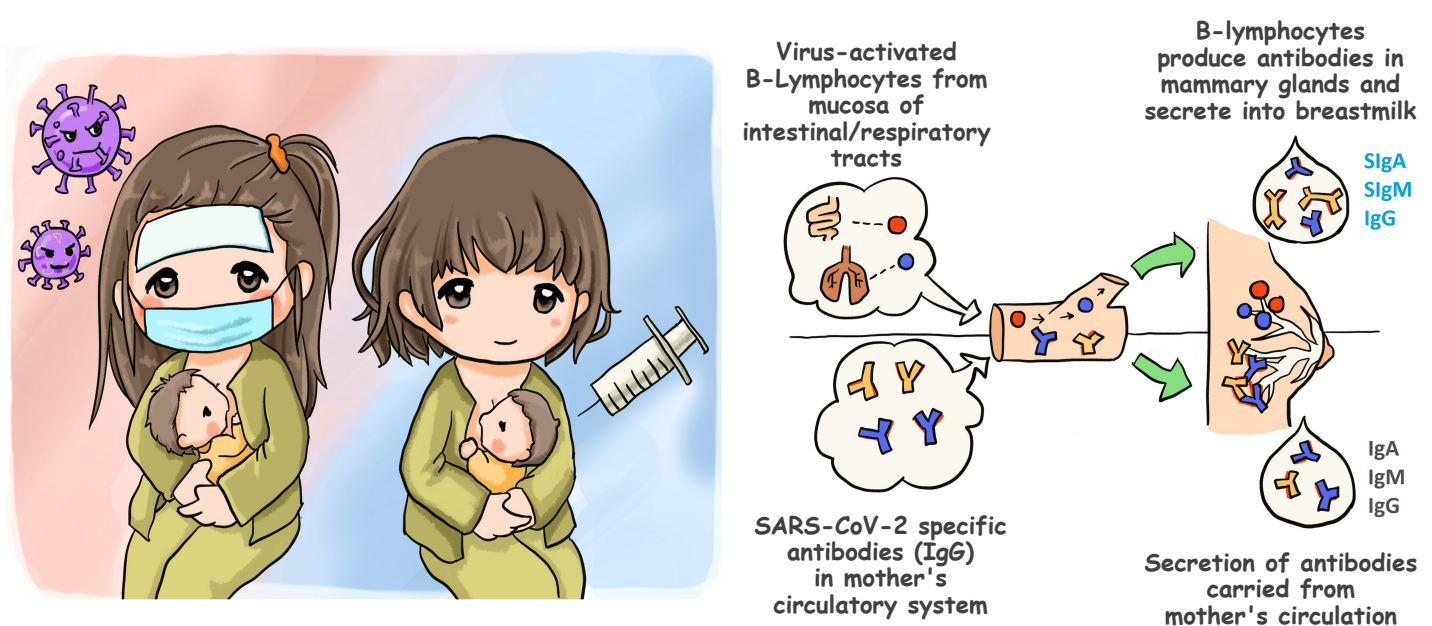 Virus-activated
B-Lymphocytes from
mucosa of
intestinal/respiratory
tracts
B-lymphocytes
produce antibodies in
mammary glands and
secrete into breastmilk
SIgA
SIgM
IgG
SARS-CoV-2 specific
antibodies (IgG)
in mother's
circulatory system
IgA
IgM
IgG
Secretion of antibodies
carried from
mother's circulation